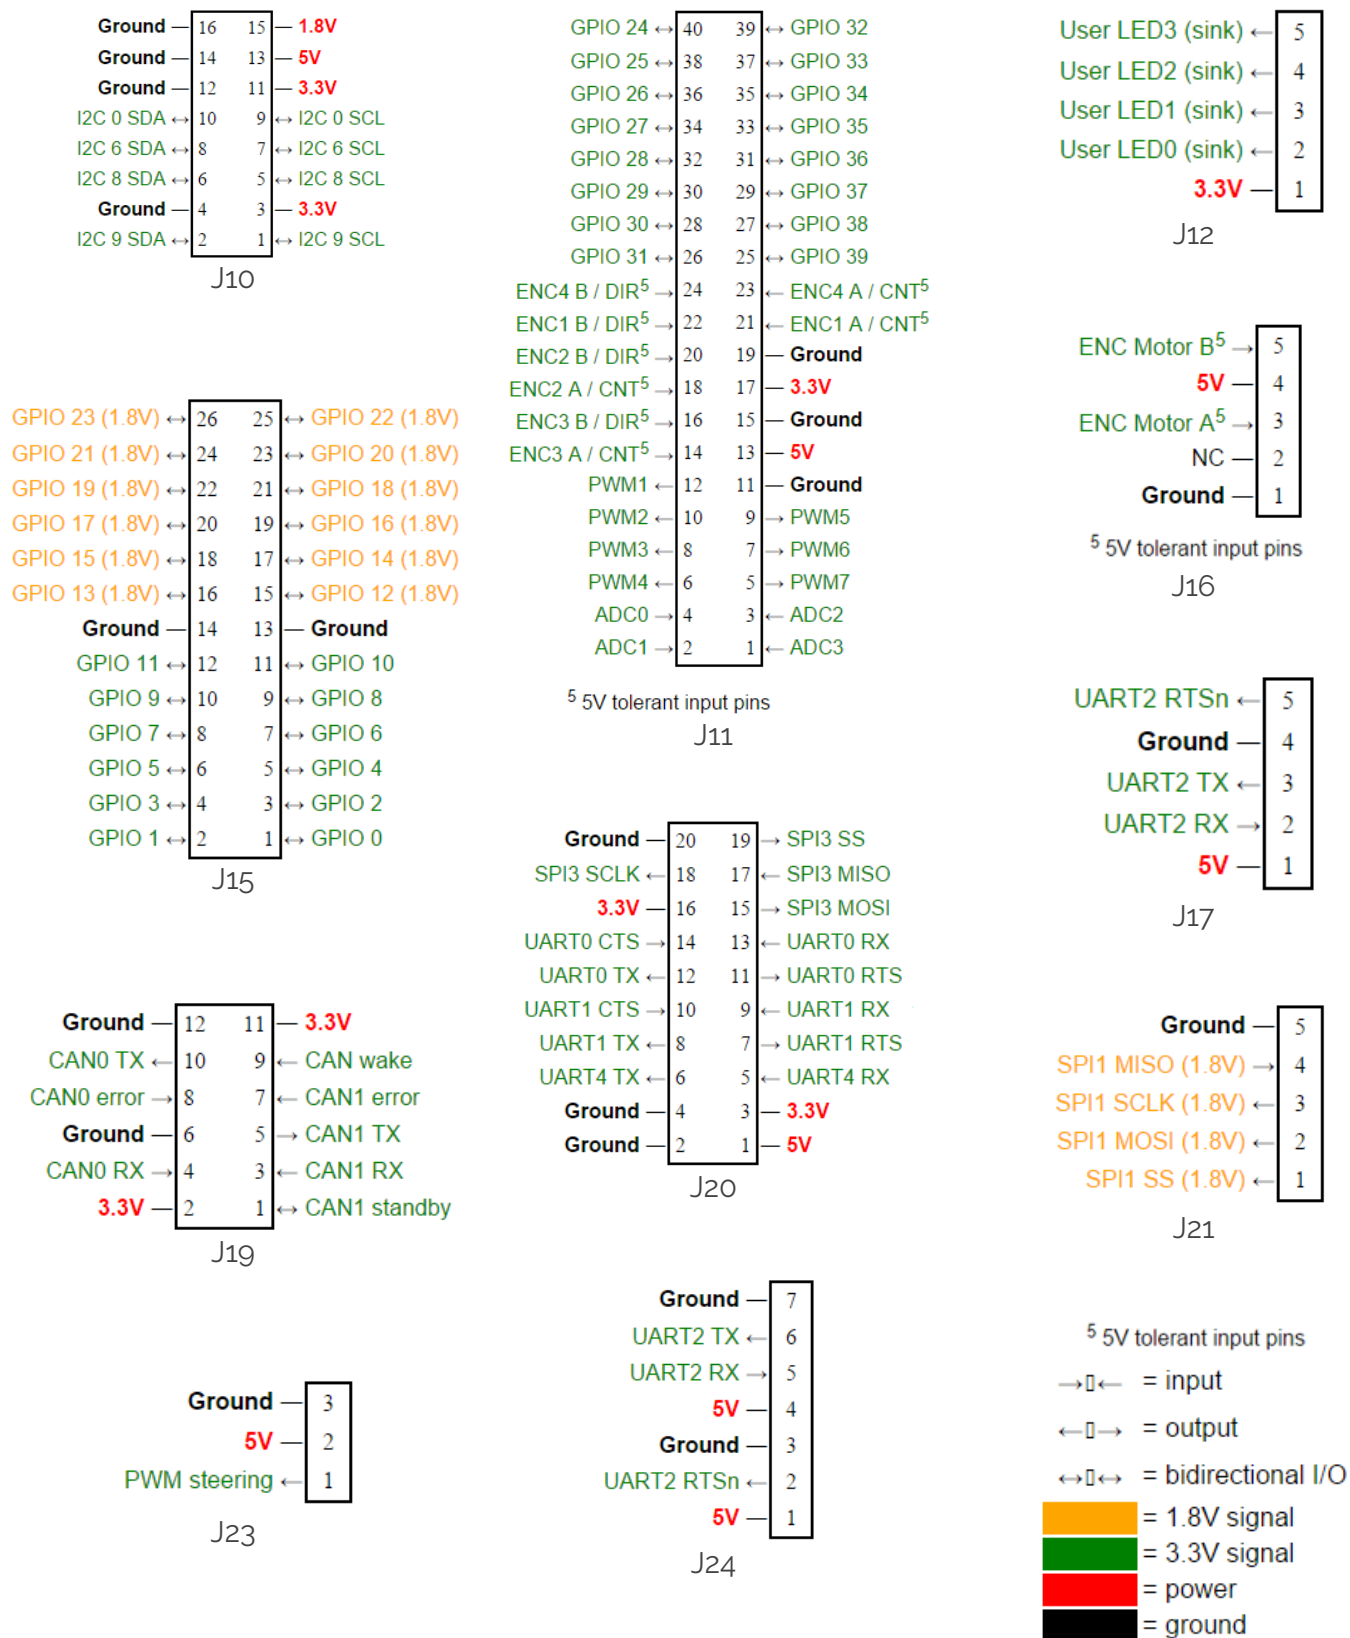 Ground — 16 15 — 1.8V
Ground — 14 13 — 5V
Ground — 12 11 — 3.3V
I2C 0 SDA ↔ 10 9 ↔ I2C 0 SCL
I2C 6 SDA ↔ 8 7 ↔ I2C 6 SCL
I2C 8 SDA ↔ 6 5 ↔ I2C 8 SCL
Ground — 4 3 — 3.3V
I2C 9 SDA ↔ 2 1 ↔ I2C 9 SCL
J10
GPIO 24 ↔ 40 39 ↔ GPIO 32
GPIO 25 ↔ 38 37 ↔ GPIO 33
GPIO 26 ↔ 36 35 ↔ GPIO 34
GPIO 27 ↔ 34 33 ↔ GPIO 35
GPIO 28 ↔ 32 31 ↔ GPIO 36
GPIO 29 ↔ 30 29 ↔ GPIO 37
GPIO 30 ↔ 28 27 ↔ GPIO 38
GPIO 31 ↔ 26 25 ↔ GPIO 39
ENC4 B / DIR⁵ → 24 23 ← ENC4 A / CNT⁵
ENC1 B / DIR⁵ → 22 21 ← ENC1 A / CNT⁵
ENC2 B / DIR⁵ → 20 19 — Ground
ENC2 A / CNT⁵ → 18 17 — 3.3V
ENC3 B / DIR⁵ → 16 15 — Ground
ENC3 A / CNT⁵ → 14 13 — 5V
PWM1 ← 12 11 — Ground
PWM2 ← 10 9 → PWM5
PWM3 ← 8 7 → PWM6
PWM4 ← 6 5 → PWM7
ADC0 → 4 3 ← ADC2
ADC1 → 2 1 ← ADC3
⁵ 5V tolerant input pins
J11
User LED3 (sink) ← 5
User LED2 (sink) ← 4
User LED1 (sink) ← 3
User LED0 (sink) ← 2
3.3V — 1
J12
GPIO 23 (1.8V) ↔ 26 25 ↔ GPIO 22 (1.8V)
GPIO 21 (1.8V) ↔ 24 23 ↔ GPIO 20 (1.8V)
GPIO 19 (1.8V) ↔ 22 21 ↔ GPIO 18 (1.8V)
GPIO 17 (1.8V) ↔ 20 19 ↔ GPIO 16 (1.8V)
GPIO 15 (1.8V) ↔ 18 17 ↔ GPIO 14 (1.8V)
GPIO 13 (1.8V) ↔ 16 15 ↔ GPIO 12 (1.8V)
Ground — 14 13 — Ground
GPIO 11 ↔ 12 11 ↔ GPIO 10
GPIO 9 ↔ 10 9 ↔ GPIO 8
GPIO 7 ↔ 8 7 ↔ GPIO 6
GPIO 5 ↔ 6 5 ↔ GPIO 4
GPIO 3 ↔ 4 3 ↔ GPIO 2
GPIO 1 ↔ 2 1 ↔ GPIO 0
J15
ENC Motor B⁵ → 5
5V — 4
ENC Motor A⁵ → 3
NC — 2
Ground — 1
⁵ 5V tolerant input pins
J16
UART2 RTSn ← 5
Ground — 4
UART2 TX ← 3
UART2 RX → 2
5V — 1
J17
Ground — 12 11 — 3.3V
CAN0 TX ← 10 9 ← CAN wake
CAN0 error → 8 7 ← CAN1 error
Ground — 6 5 → CAN1 TX
CAN0 RX → 4 3 ← CAN1 RX
3.3V — 2 1 ↔ CAN1 standby
J19
Ground — 20 19 → SPI3 SS
SPI3 SCLK ← 18 17 ← SPI3 MISO
3.3V — 16 15 → SPI3 MOSI
UART0 CTS → 14 13 ← UART0 RX
UART0 TX ← 12 11 → UART0 RTS
UART1 CTS → 10 9 ← UART1 RX
UART1 TX ← 8 7 → UART1 RTS
UART4 TX ← 6 5 ← UART4 RX
Ground — 4 3 — 3.3V
Ground — 2 1 — 5V
J20
Ground — 5
SPI1 MISO (1.8V) → 4
SPI1 SCLK (1.8V) ← 3
SPI1 MOSI (1.8V) ← 2
SPI1 SS (1.8V) ← 1
J21
Ground — 3
5V — 2
PWM steering ← 1
J23
Ground — 7
UART2 TX ← 6
UART2 RX → 5
5V — 4
Ground — 3
UART2 RTSn ← 2
5V — 1
J24
⁵ 5V tolerant input pins
→▯← = input
←▯→ = output
↔▯↔ = bidirectional I/O
= 1.8V signal
= 3.3V signal
= power
= ground